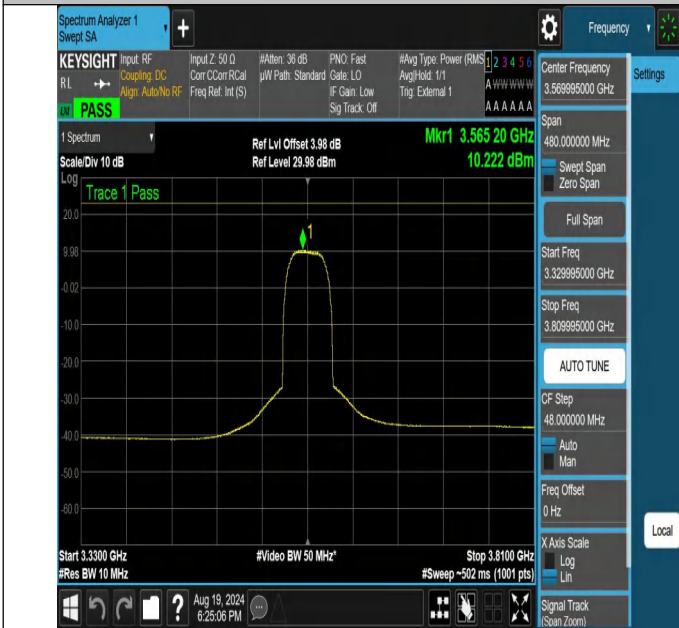 Spectrum Analyzer 1
Swept SA
+
Frequency
KEYSIGHT
RL
PASS
Input: RF
Coupling: DC
Align: Auto/No RF
Input Z: 50 Ω
Corr CCorr RCal
Freq Ref: Int (S)
#Atten: 36 dB
µW Path: Standard
PNO: Fast
Gate: LO
IF Gain: Low
Sig Track: Off
#Avg Type: Power (RMS)
Avg|Hold: 1/1
Trig: External 1
1 2 3 4 5 6
A W W W W W
A A A A A A
1 Spectrum
Scale/Div 10 dB
Ref Lvl Offset 3.98 dB
Ref Level 29.98 dBm
Mkr1 3.565 20 GHz
10.222 dBm
Log
Trace 1 Pass
1
20.0
9.98
-0.02
-10.0
-20.0
-30.0
-40.0
-50.0
-60.0
Start 3.3300 GHz
#Res BW 10 MHz
#Video BW 50 MHz*
Stop 3.8100 GHz
#Sweep ~502 ms (1001 pts)
Center Frequency
3.569995000 GHz
Span
480.000000 MHz
Swept Span
Zero Span
Full Span
Start Freq
3.329995000 GHz
Stop Freq
3.809995000 GHz
AUTO TUNE
CF Step
48.000000 MHz
Auto
Man
Freq Offset
0 Hz
X Axis Scale
Log
Lin
Signal Track
(Span Zoom)
Settings
Local
?
Aug 19, 2024
6:25:06 PM